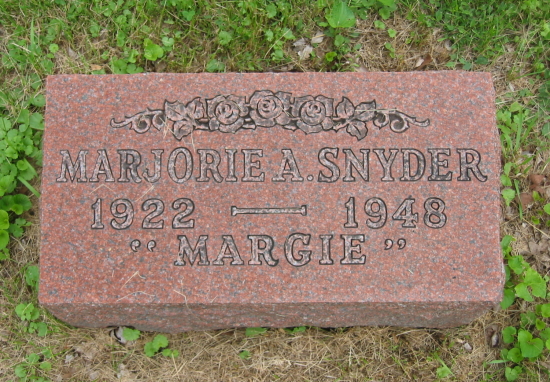 MARJORIE A. SNYDER
1922 — 1948
“ MARGIE ”